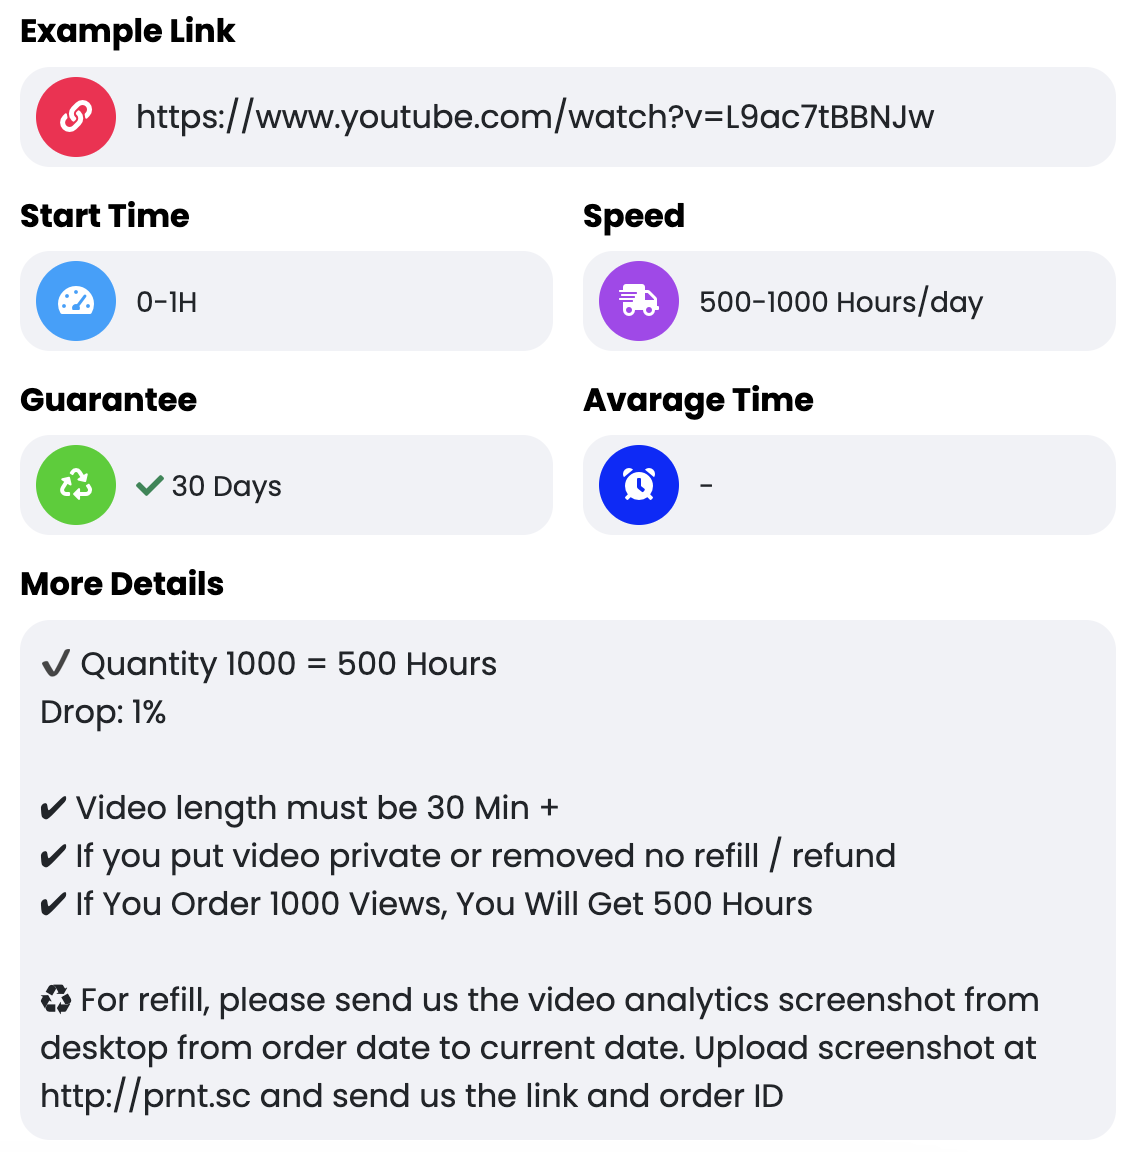 Example Link
https://www.youtube.com/watch?v=L9ac7tBBNJw
Start Time
Speed
0-1H
500-1000 Hours/day
Guarantee
Avarage Time
✔ 30 Days
-
More Details
✔ Quantity 1000 = 500 Hours
Drop: 1%
✔ Video length must be 30 Min +
✔ If you put video private or removed no refill / refund
✔ If You Order 1000 Views, You Will Get 500 Hours
♻ For refill, please send us the video analytics screenshot from
desktop from order date to current date. Upload screenshot at
http://prnt.sc and send us the link and order ID